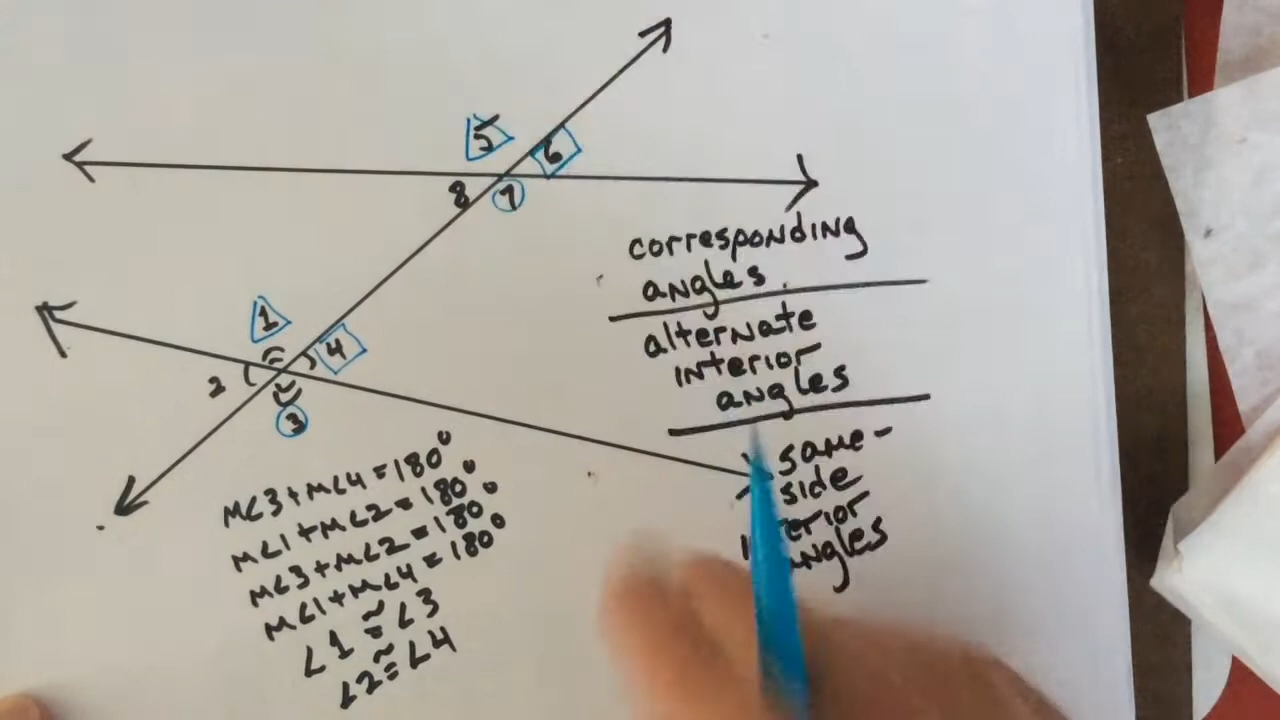 5
6
8
7
1
4
2
3
corresponding
angles
alternate
interior
angles
same-
side
angles
m∠3+m∠4=180°
m∠1+m∠2=180°
m∠3+m∠2=180°
m∠1+m∠4=180°
∠1≅∠3
∠2≅∠4